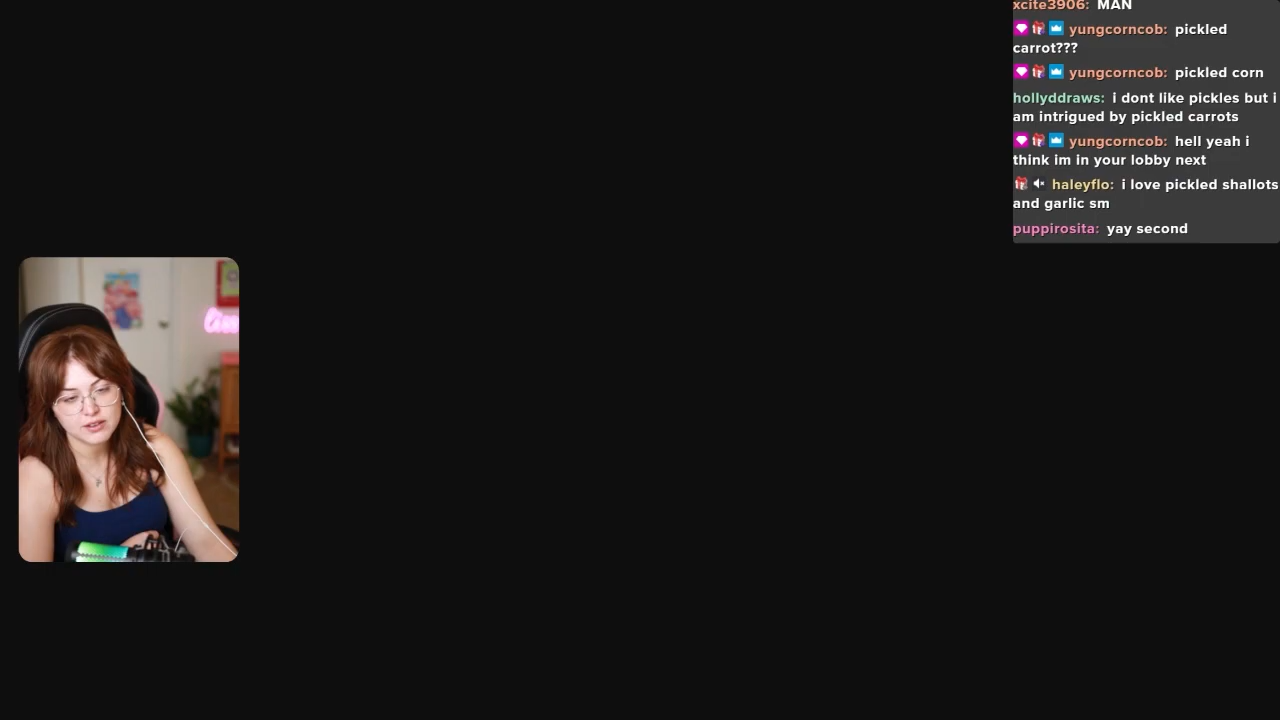 xcite3906: MAN
yungcorncob: pickled
carrot???
yungcorncob: pickled corn
hollyddraws: i dont like pickles but i
am intrigued by pickled carrots
yungcorncob: hell yeah i
think im in your lobby next
haleyflo: i love pickled shallots
and garlic sm
puppirosita: yay second